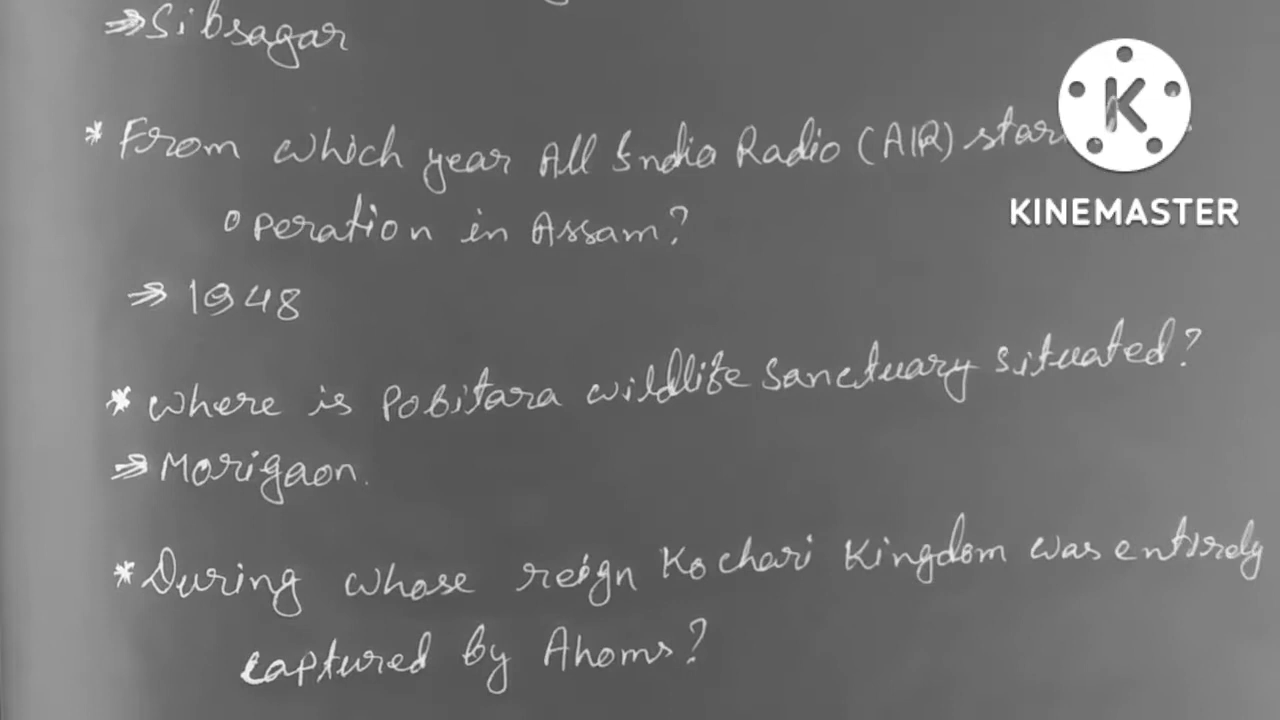 ⇒ Sibsagar
* From which year All India Radio (AIR) star
operation in Assam?
⇒ 1948
* Where is Pobitara wildlife sanctuary situated?
⇒ Morigaon.
* During whose reign Kochari Kingdom was entirely
captured by Ahoms?
K
KINEMASTER